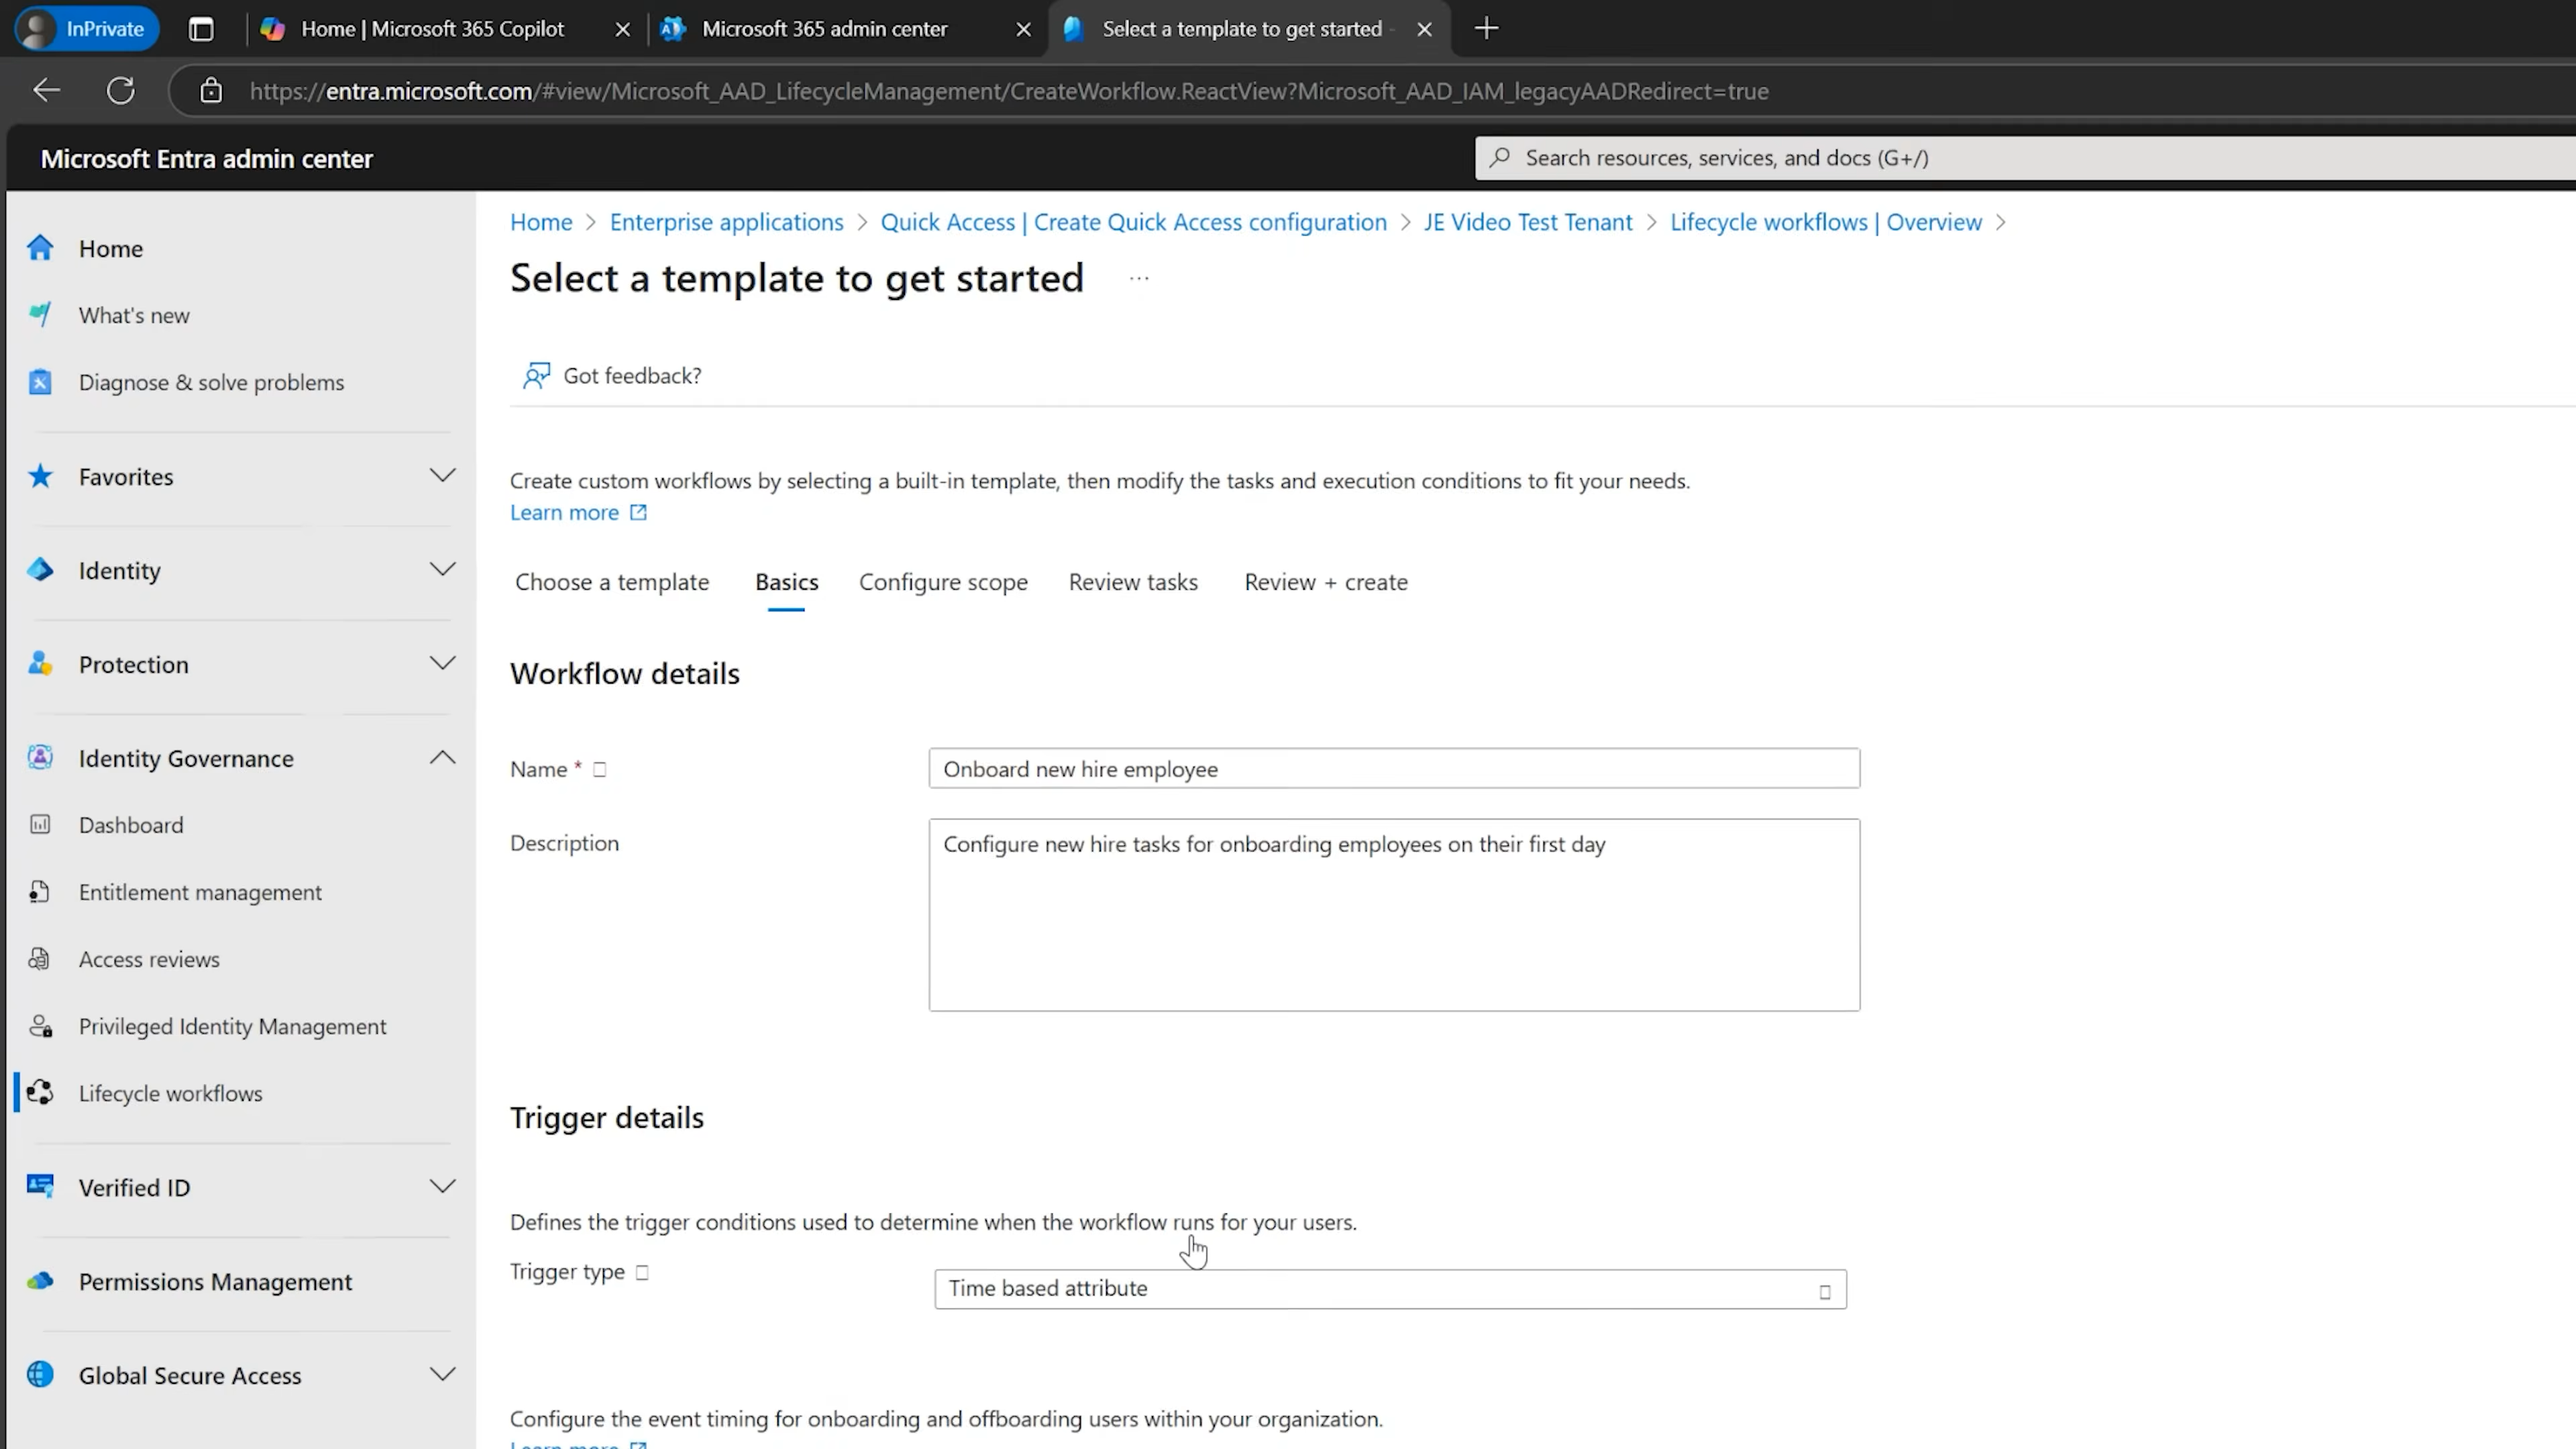 InPrivate
Home | Microsoft 365 Copilot
Microsoft 365 admin center
Select a template to get started -
https://entra.microsoft.com/#view/Microsoft_AAD_LifecycleManagement/CreateWorkflow.ReactView?Microsoft_AAD_IAM_legacyAADRedirect=true
Microsoft Entra admin center
Search resources, services, and docs (G+/)
Home > Enterprise applications > Quick Access | Create Quick Access configuration > JE Video Test Tenant > Lifecycle workflows | Overview >
Select a template to get started ...
Got feedback?
Create custom workflows by selecting a built-in template, then modify the tasks and execution conditions to fit your needs.
Learn more
Choose a template
Basics
Configure scope
Review tasks
Review + create
Workflow details
Name *
Onboard new hire employee
Description
Configure new hire tasks for onboarding employees on their first day
Trigger details
Defines the trigger conditions used to determine when the workflow runs for your users.
Trigger type
Time based attribute
Configure the event timing for onboarding and offboarding users within your organization.
Learn more
Home
What's new
Diagnose & solve problems
Favorites
Identity
Protection
Identity Governance
Dashboard
Entitlement management
Access reviews
Privileged Identity Management
Lifecycle workflows
Verified ID
Permissions Management
Global Secure Access